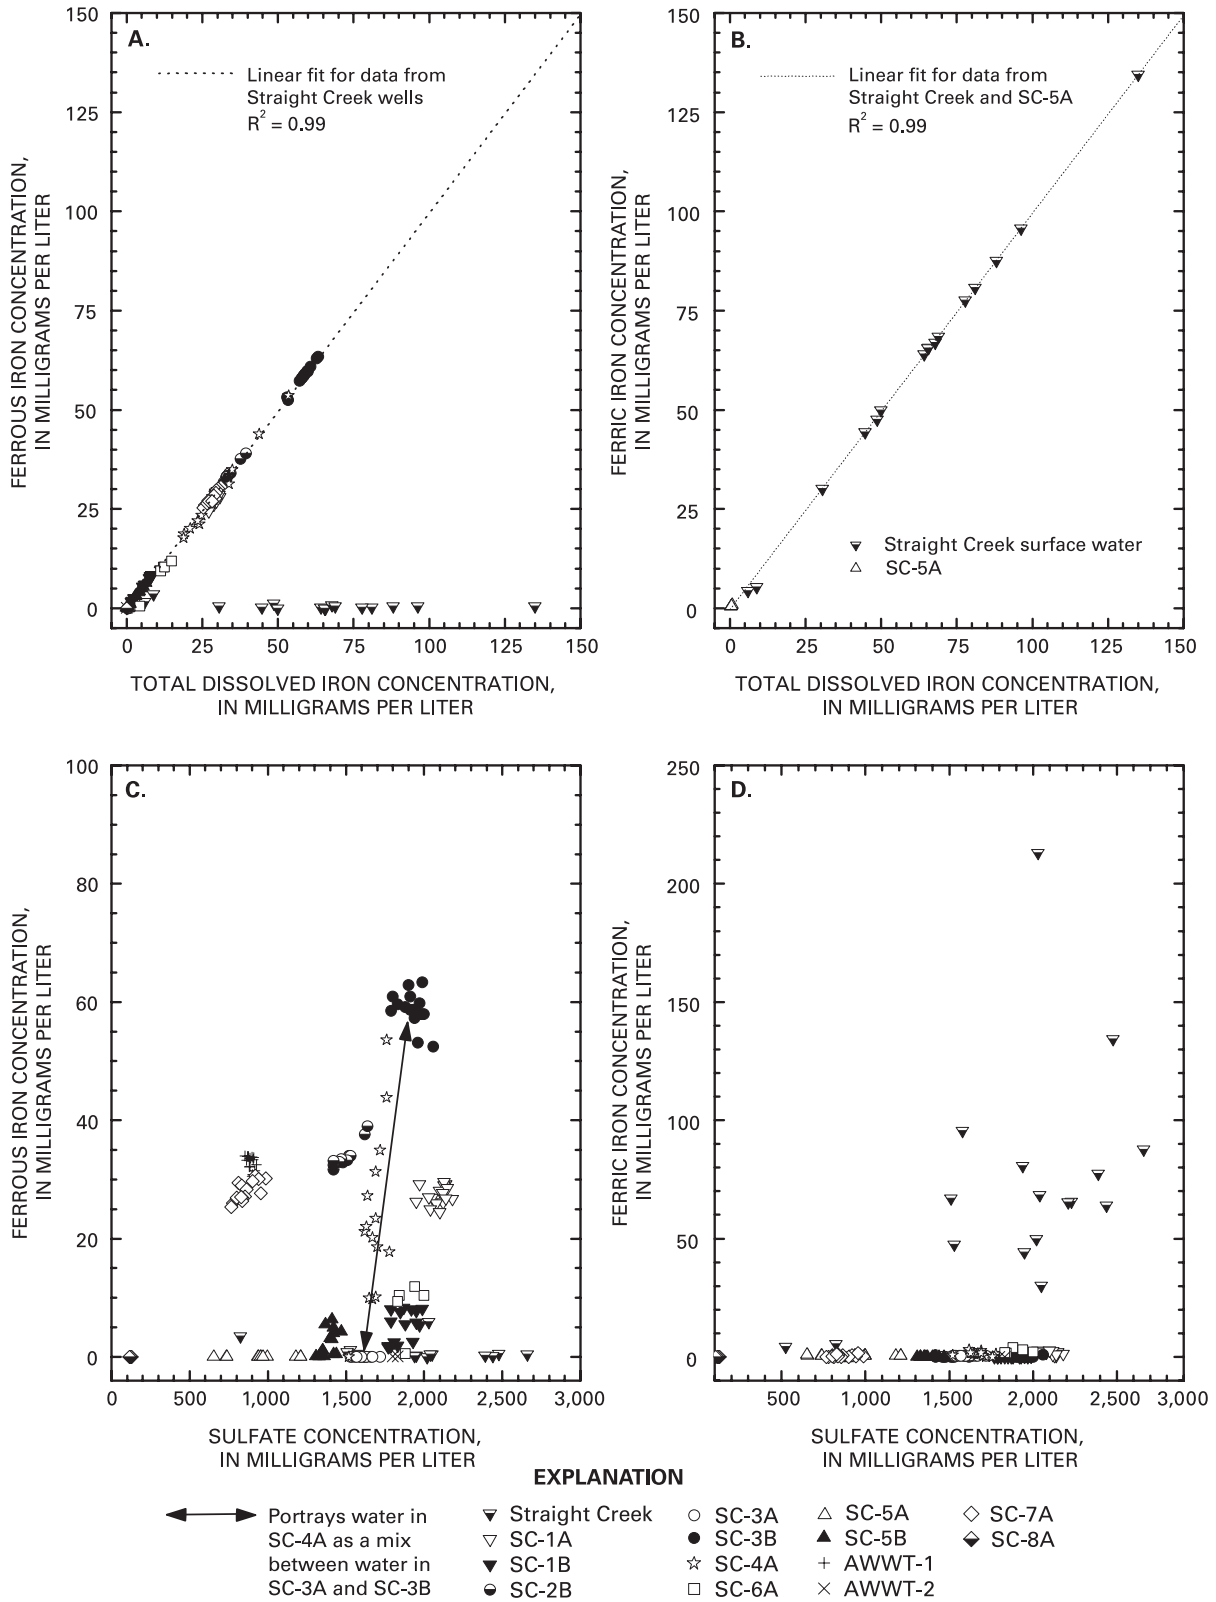 A.
Linear fit for data from
Straight Creek wells
R² = 0.99
FERROUS IRON CONCENTRATION,
IN MILLIGRAMS PER LITER
150
125
100
75
50
25
0
0 25 50 75 100 125 150
TOTAL DISSOLVED IRON CONCENTRATION,
IN MILLIGRAMS PER LITER
B.
Linear fit for data from
Straight Creek and SC-5A
R² = 0.99
Straight Creek surface water
SC-5A
FERRIC IRON CONCENTRATION,
IN MILLIGRAMS PER LITER
150
125
100
75
50
25
0
0 25 50 75 100 125 150
TOTAL DISSOLVED IRON CONCENTRATION,
IN MILLIGRAMS PER LITER
C.
FERROUS IRON CONCENTRATION,
IN MILLIGRAMS PER LITER
100
80
60
40
20
0
0 500 1,000 1,500 2,000 2,500 3,000
SULFATE CONCENTRATION,
IN MILLIGRAMS PER LITER
D.
FERRIC IRON CONCENTRATION,
IN MILLIGRAMS PER LITER
250
200
150
100
50
0
500 1,000 1,500 2,000 2,500 3,000
SULFATE CONCENTRATION,
IN MILLIGRAMS PER LITER
EXPLANATION
Portrays water in
SC-4A as a mix
between water in
SC-3A and SC-3B
Straight Creek
SC-1A
SC-1B
SC-2B
SC-3A
SC-3B
SC-4A
SC-6A
SC-5A
SC-5B
AWWT-1
AWWT-2
SC-7A
SC-8A